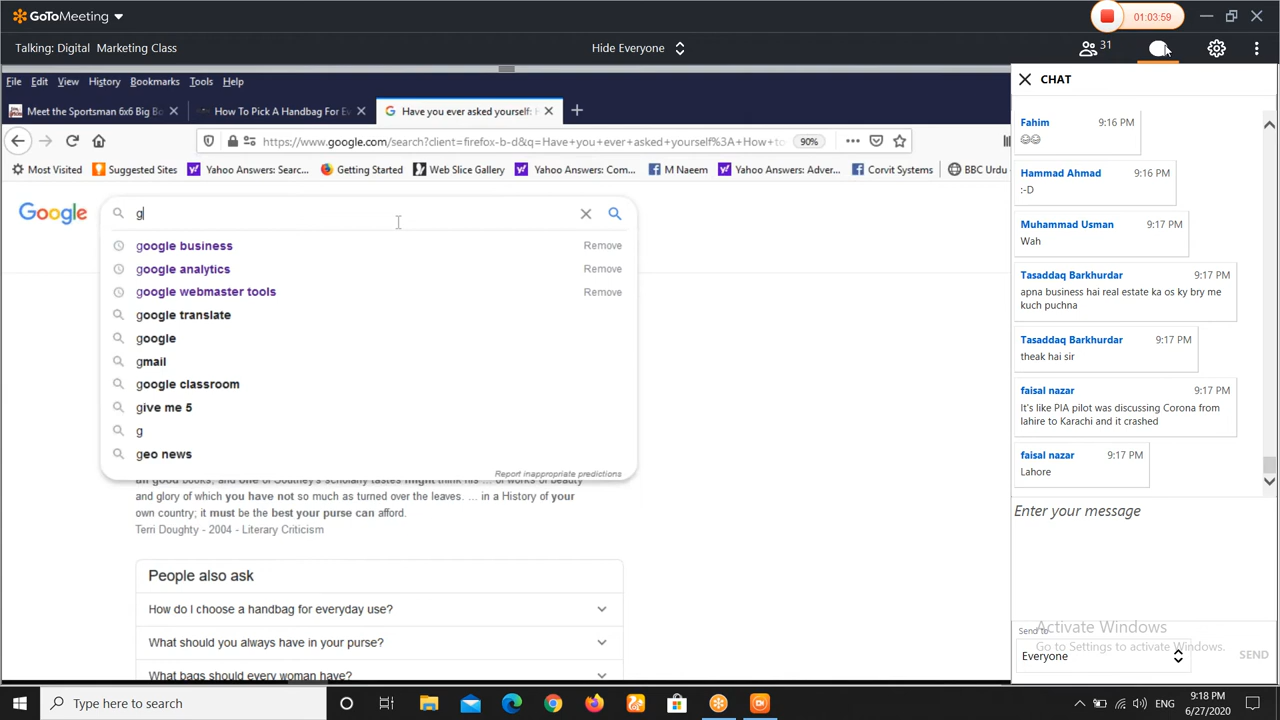 GoToMeeting
01:03:59
Talking: Digital Marketing Class
Hide Everyone
31
File Edit View History Bookmarks Tools Help
Meet the Sportsman 6x6 Big Bo
How To Pick A Handbag For Ev
Have you ever asked yourself: H
https://www.google.com/search?client=firefox-b-d&q=Have+you+ever+asked+yourself%3A+How+to
90%
Most Visited Suggested Sites Yahoo Answers: Searc... Getting Started Web Slice Gallery Yahoo Answers: Com... M Naeem Yahoo Answers: Adver... Corvit Systems BBC Urdu
Google
g
google business Remove
google analytics Remove
google webmaster tools Remove
google translate
google
gmail
google classroom
give me 5
g
geo news
Report inappropriate predictions
all good books, and one of Southey's scholarly tastes might think his ... of works of beauty
and glory of which you have not so much as turned over the leaves. ... in a History of your
own country; it must be the best your purse can afford.
Terri Doughty - 2004 - Literary Criticism
People also ask
How do I choose a handbag for everyday use?
What should you always have in your purse?
What bags should every woman have?
CHAT
Fahim 9:16 PM
Hammad Ahmad 9:16 PM
:-D
Muhammad Usman 9:17 PM
Wah
Tasaddaq Barkhurdar 9:17 PM
apna business hai real estate ka os ky bry me
kuch puchna
Tasaddaq Barkhurdar 9:17 PM
theak hai sir
faisal nazar 9:17 PM
It's like PIA pilot was discussing Corona from
lahire to Karachi and it crashed
faisal nazar 9:17 PM
Lahore
Enter your message
Activate Windows
Go to Settings to activate Windows.
Send to
Everyone
SEND
Type here to search
ENG
9:18 PM
6/27/2020